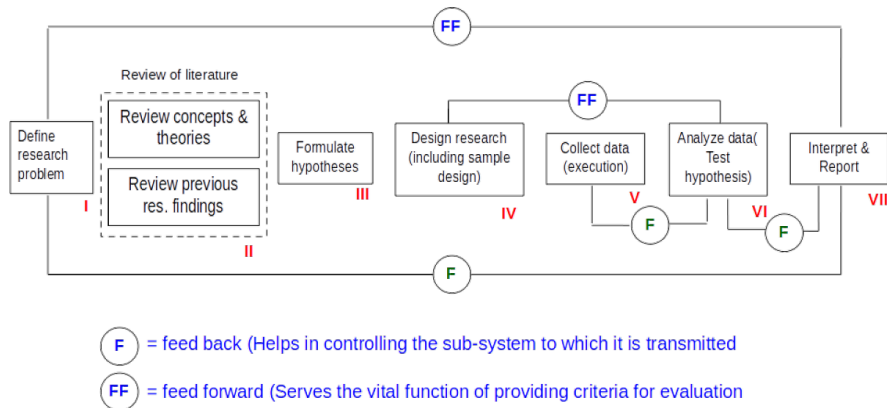 FF
Review of literature
FF
Define
research
problem
I
Review concepts &
theories
Review previous
res. findings
II
Formulate
hypotheses
III
Design research
(including sample
design)
IV
Collect data
(execution)
V
Analyze data(
Test
hypothesis)
VI
Interpret &
Report
VII
F
F
F
F = feed back (Helps in controlling the sub-system to which it is transmitted
FF = feed forward (Serves the vital function of providing criteria for evaluation